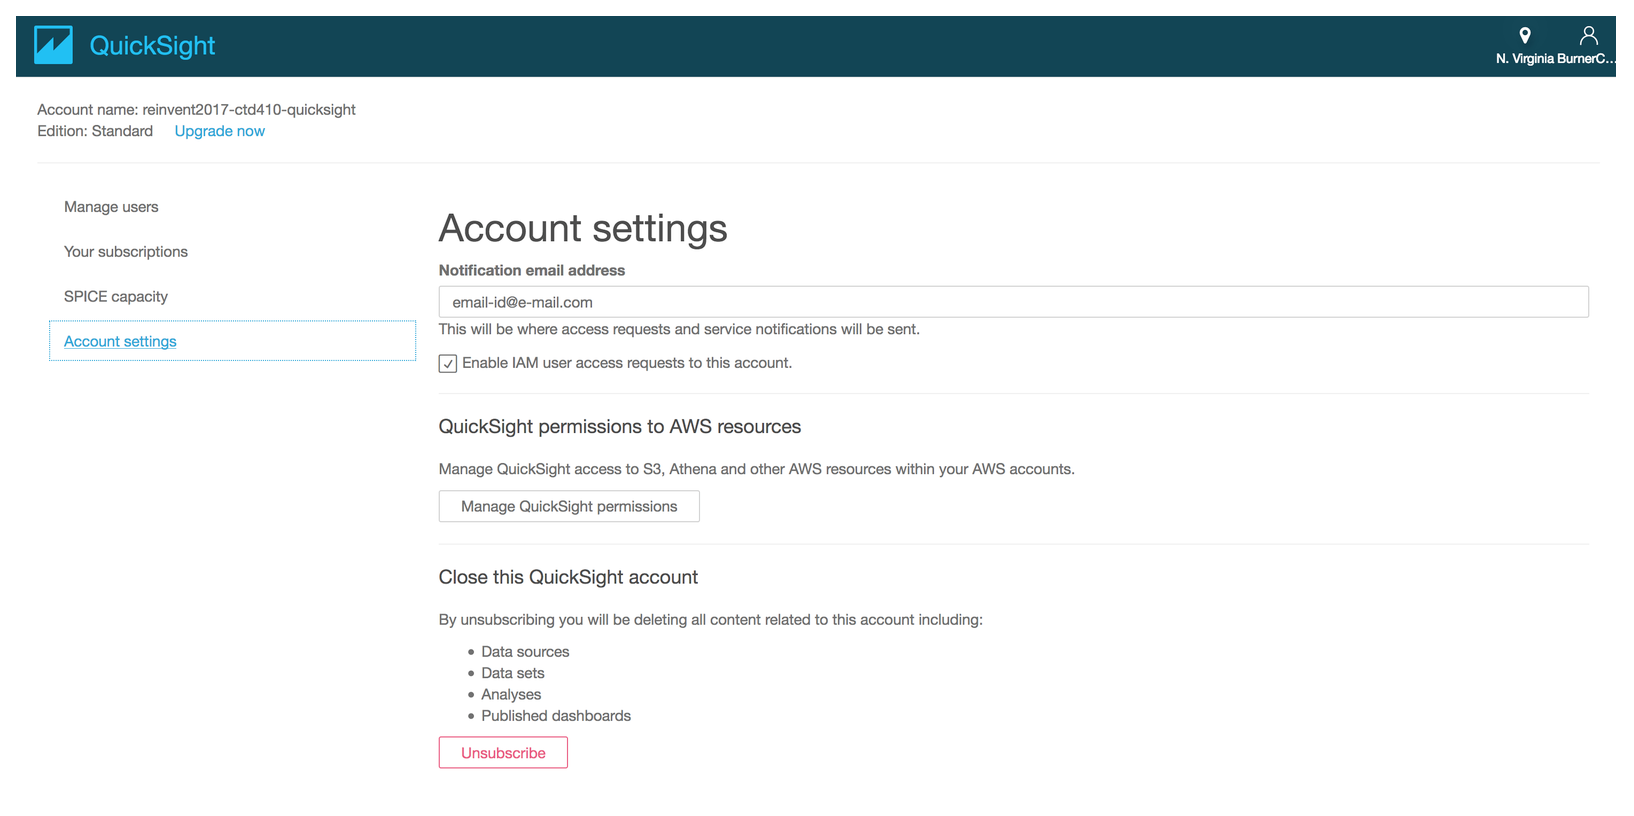 QuickSight
N. Virginia BurnerC...
Account name: reinvent2017-ctd410-quicksight
Edition: Standard Upgrade now
Manage users
Your subscriptions
SPICE capacity
Account settings
Account settings
Notification email address
email-id@e-mail.com
This will be where access requests and service notifications will be sent.
Enable IAM user access requests to this account.
QuickSight permissions to AWS resources
Manage QuickSight access to S3, Athena and other AWS resources within your AWS accounts.
Manage QuickSight permissions
Close this QuickSight account
By unsubscribing you will be deleting all content related to this account including:
• Data sources
• Data sets
• Analyses
• Published dashboards
Unsubscribe